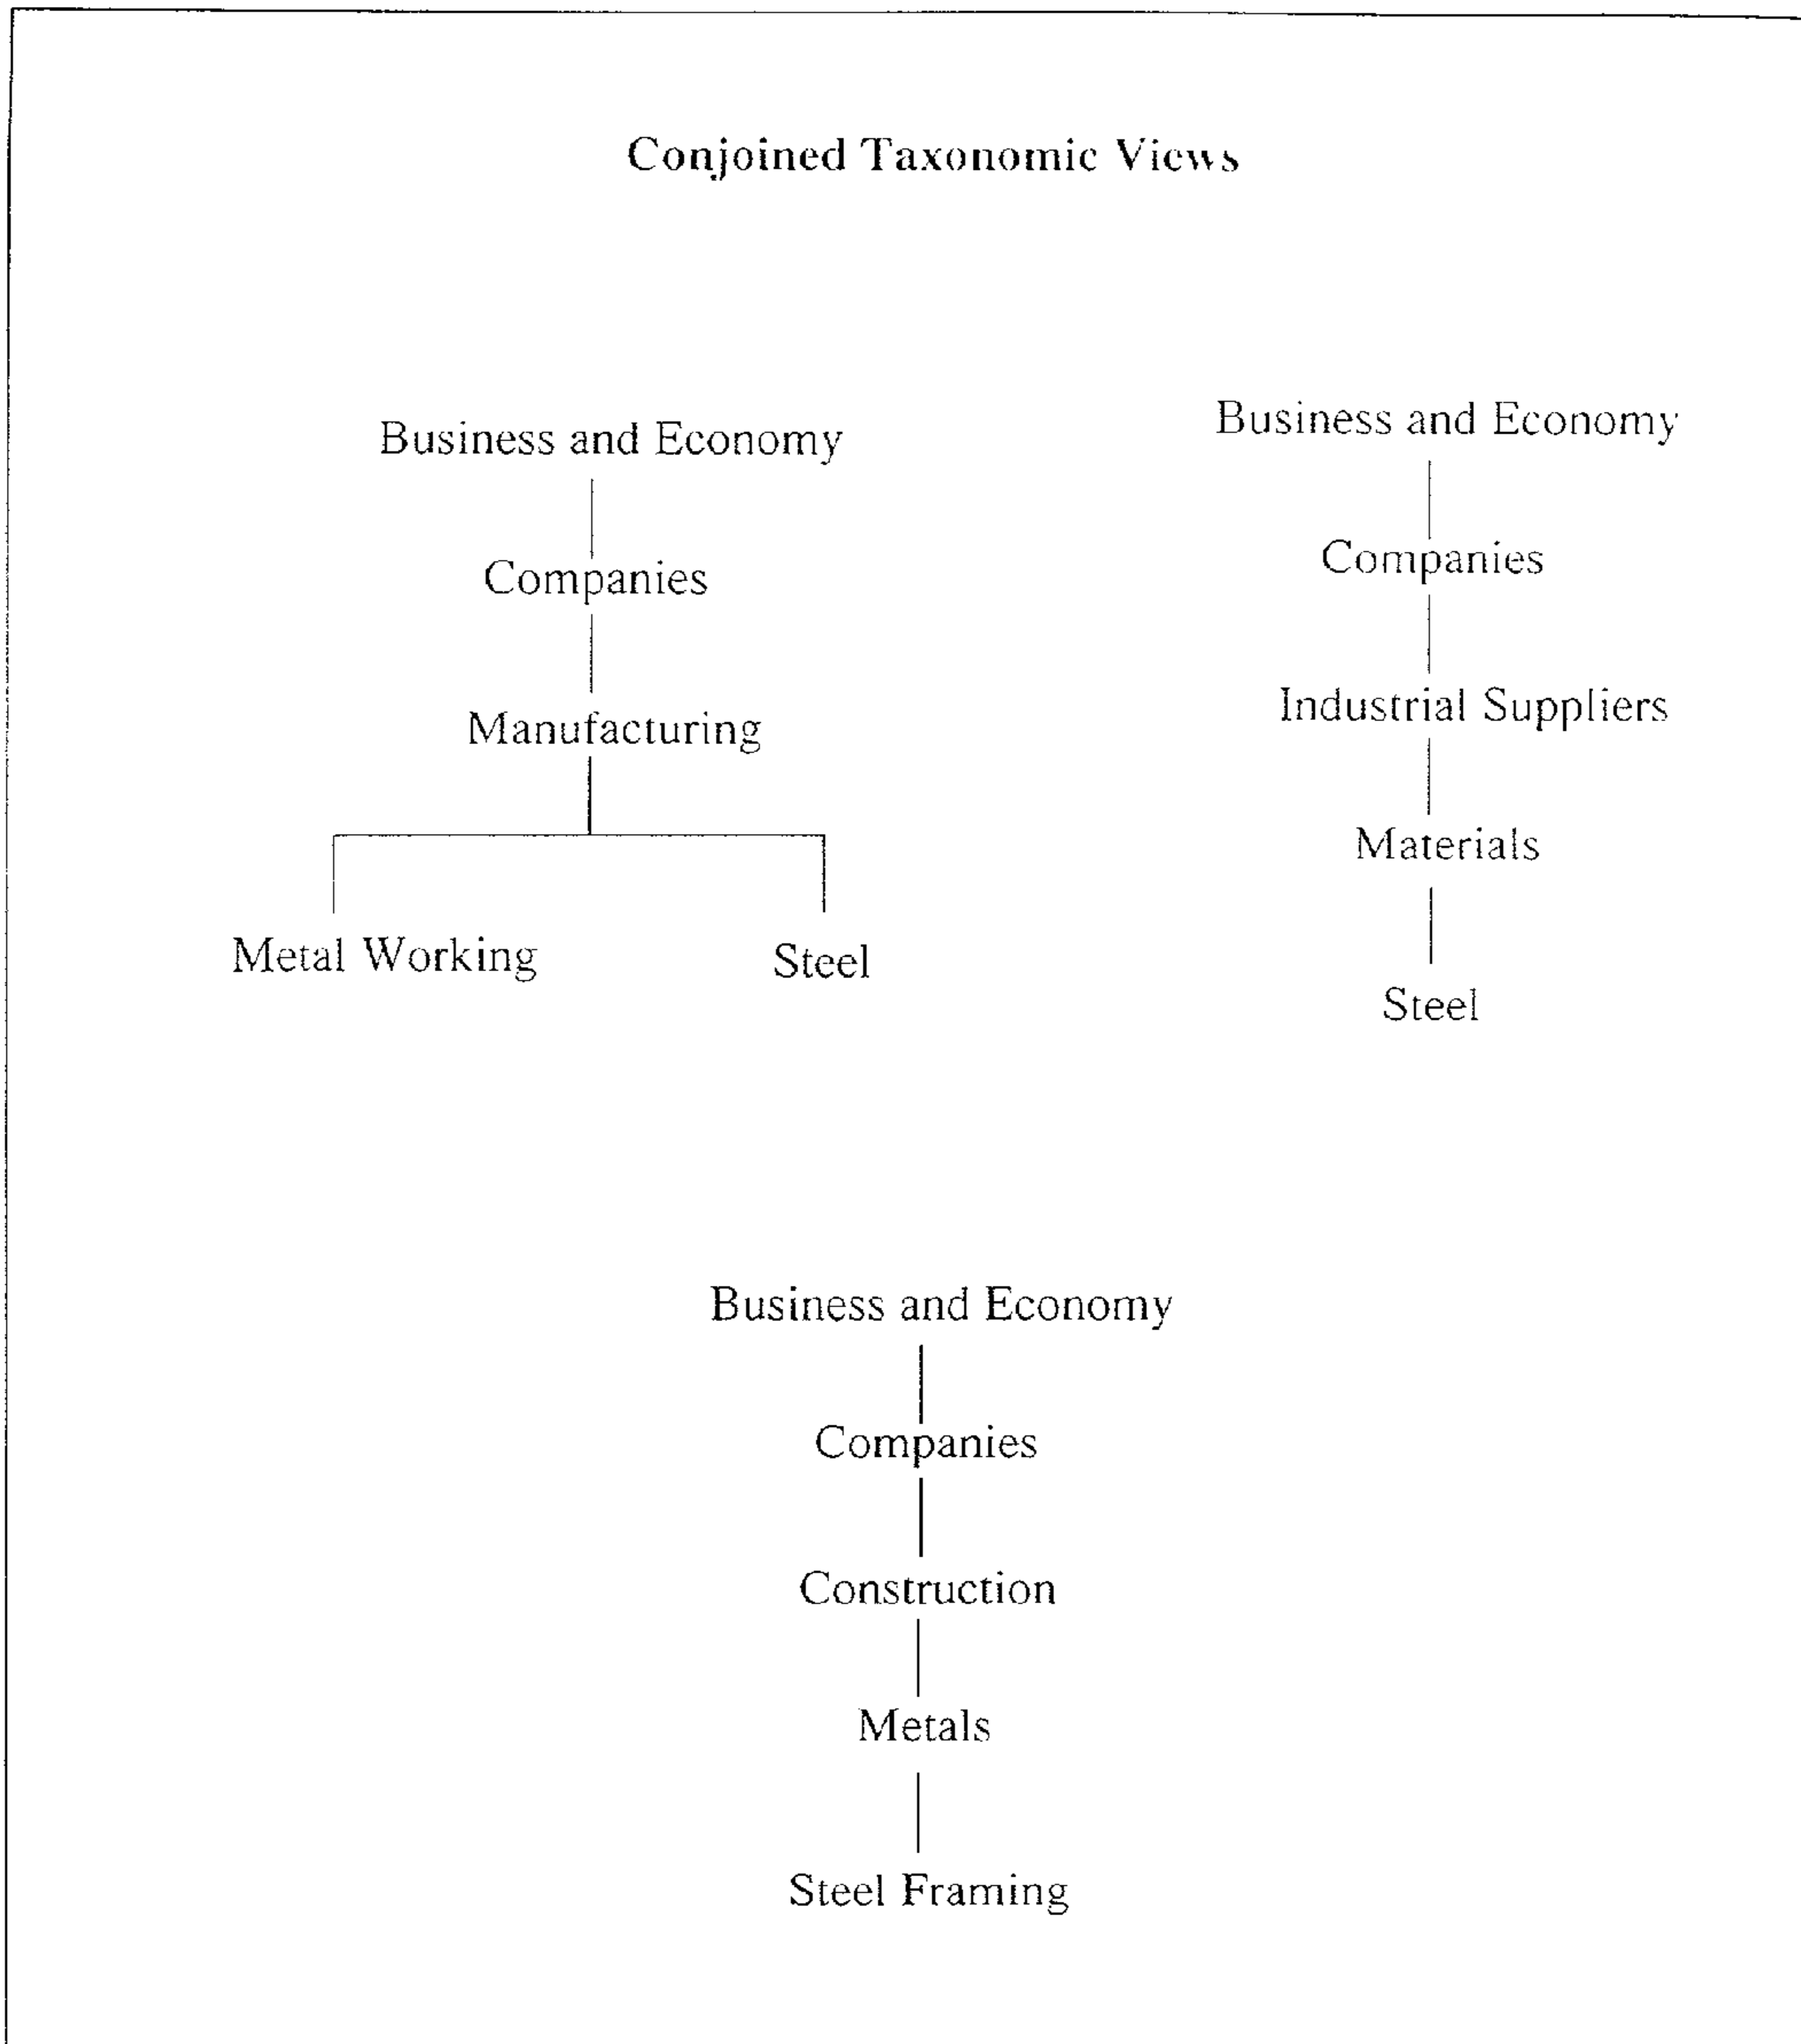 Conjoined Taxonomic Views
Business and Economy
Companies
Manufacturing
Metal Working
Steel
Business and Economy
Companies
Industrial Suppliers
Materials
Steel
Business and Economy
Companies
Construction
Metals
Steel Framing